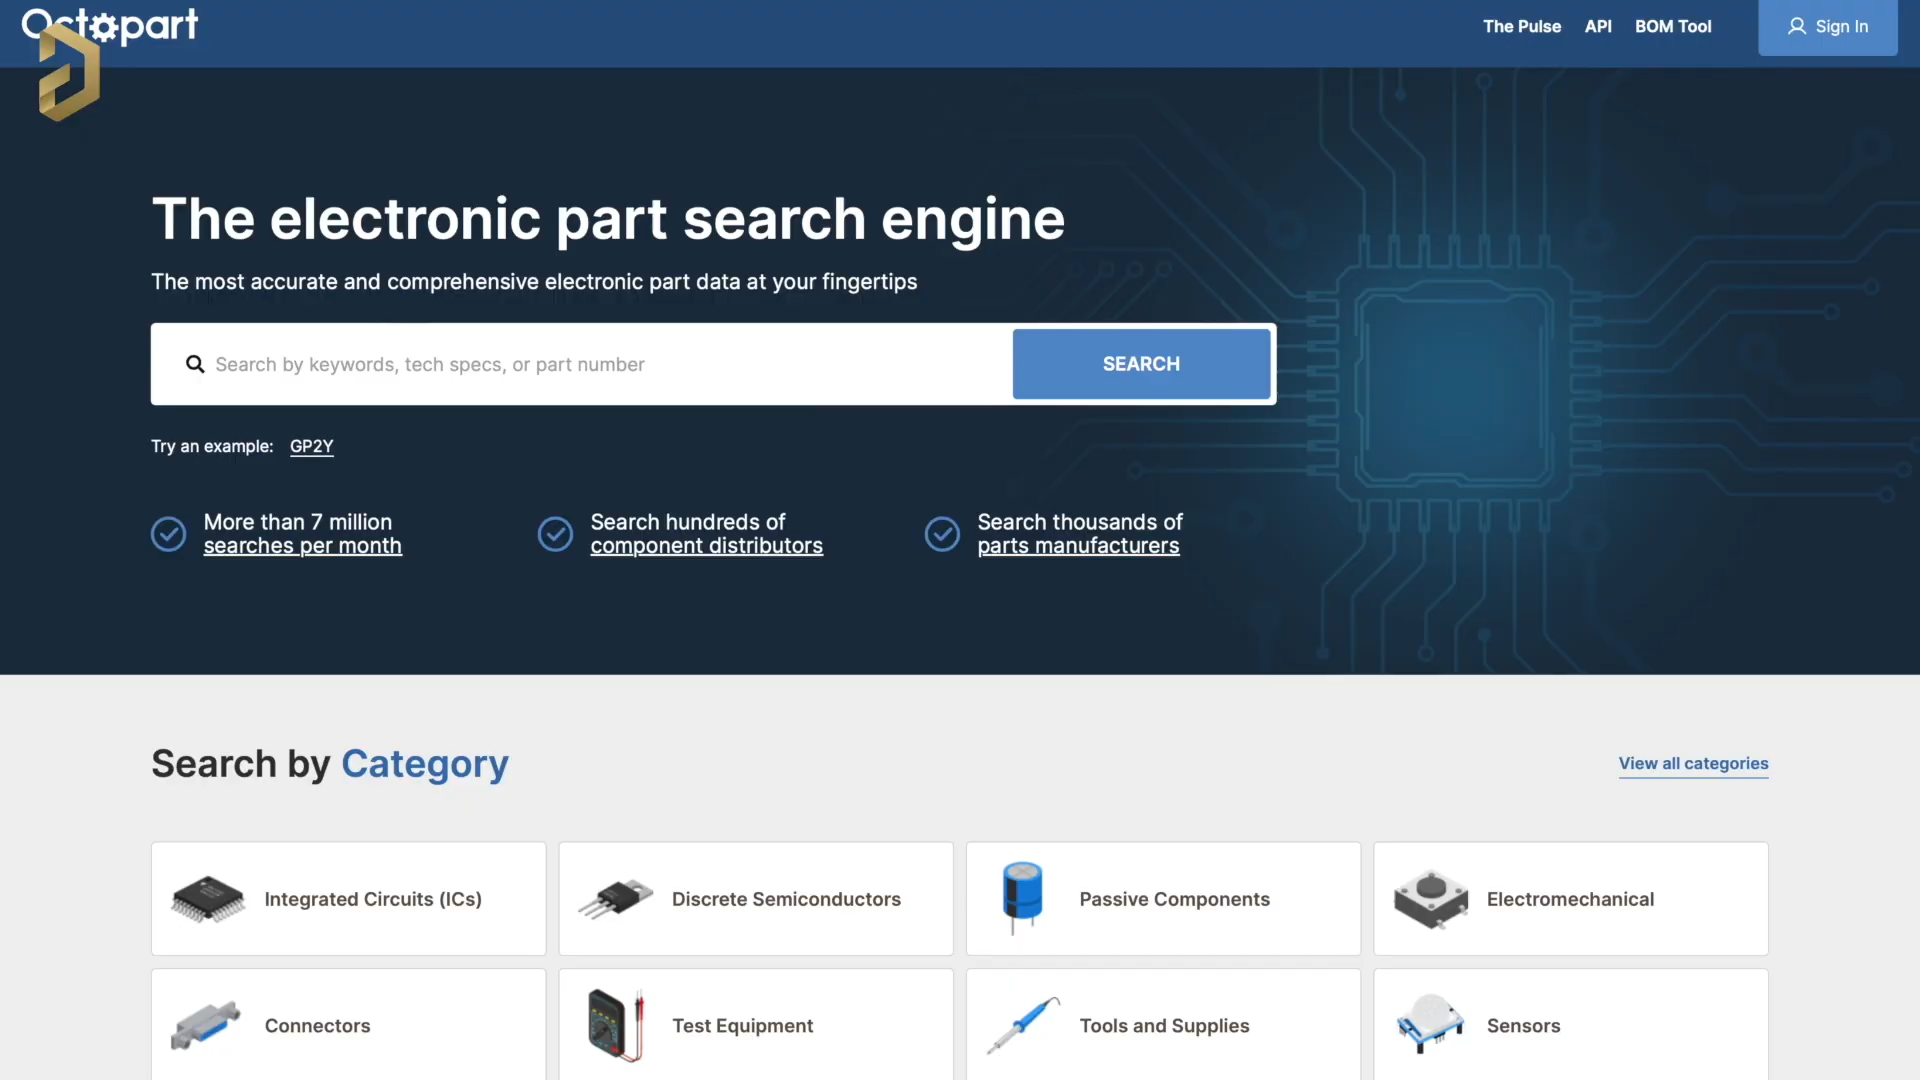 Octopart
The Pulse
API
BOM Tool
Sign In
The electronic part search engine
The most accurate and comprehensive electronic part data at your fingertips
Search by keywords, tech specs, or part number
SEARCH
Try an example: GP2Y
More than 7 million
searches per month
Search hundreds of
component distributors
Search thousands of
parts manufacturers
Search by Category
View all categories
Integrated Circuits (ICs)
Discrete Semiconductors
Passive Components
Electromechanical
Connectors
Test Equipment
Tools and Supplies
Sensors